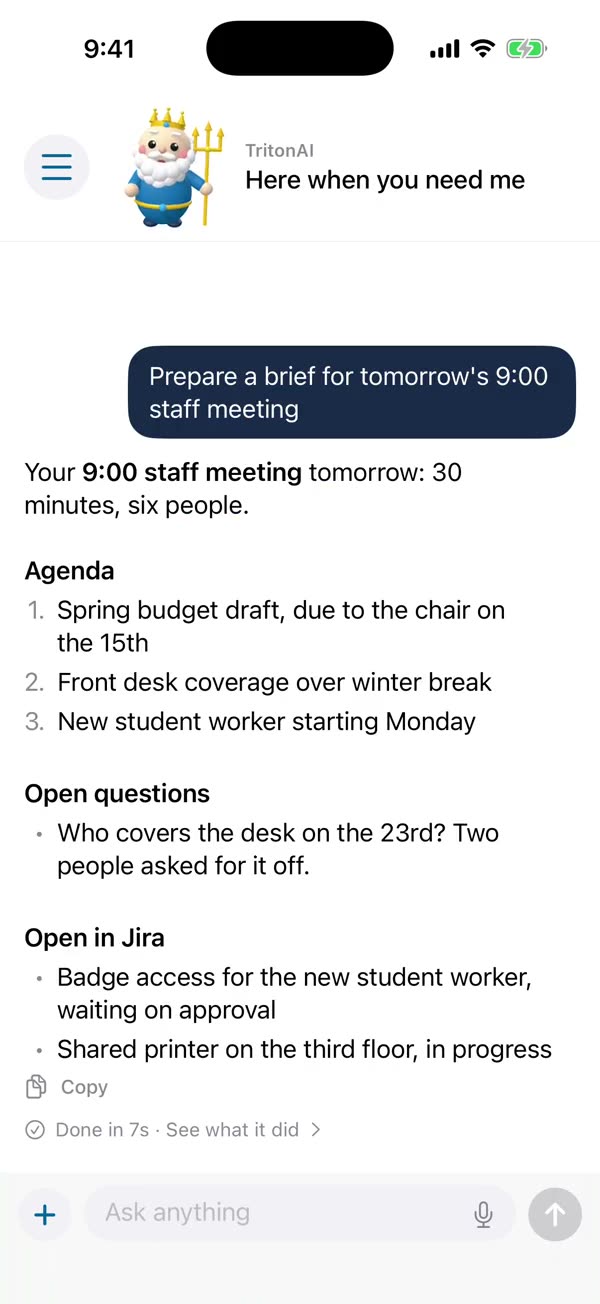 9:41
TritonAI
Here when you need me
Prepare a brief for tomorrow's 9:00
staff meeting
Your 9:00 staff meeting tomorrow: 30
minutes, six people.
Agenda
1. Spring budget draft, due to the chair on
the 15th
2. Front desk coverage over winter break
3. New student worker starting Monday
Open questions
• Who covers the desk on the 23rd? Two
people asked for it off.
Open in Jira
• Badge access for the new student worker,
waiting on approval
• Shared printer on the third floor, in progress
Copy
Done in 7s · See what it did >
Ask anything